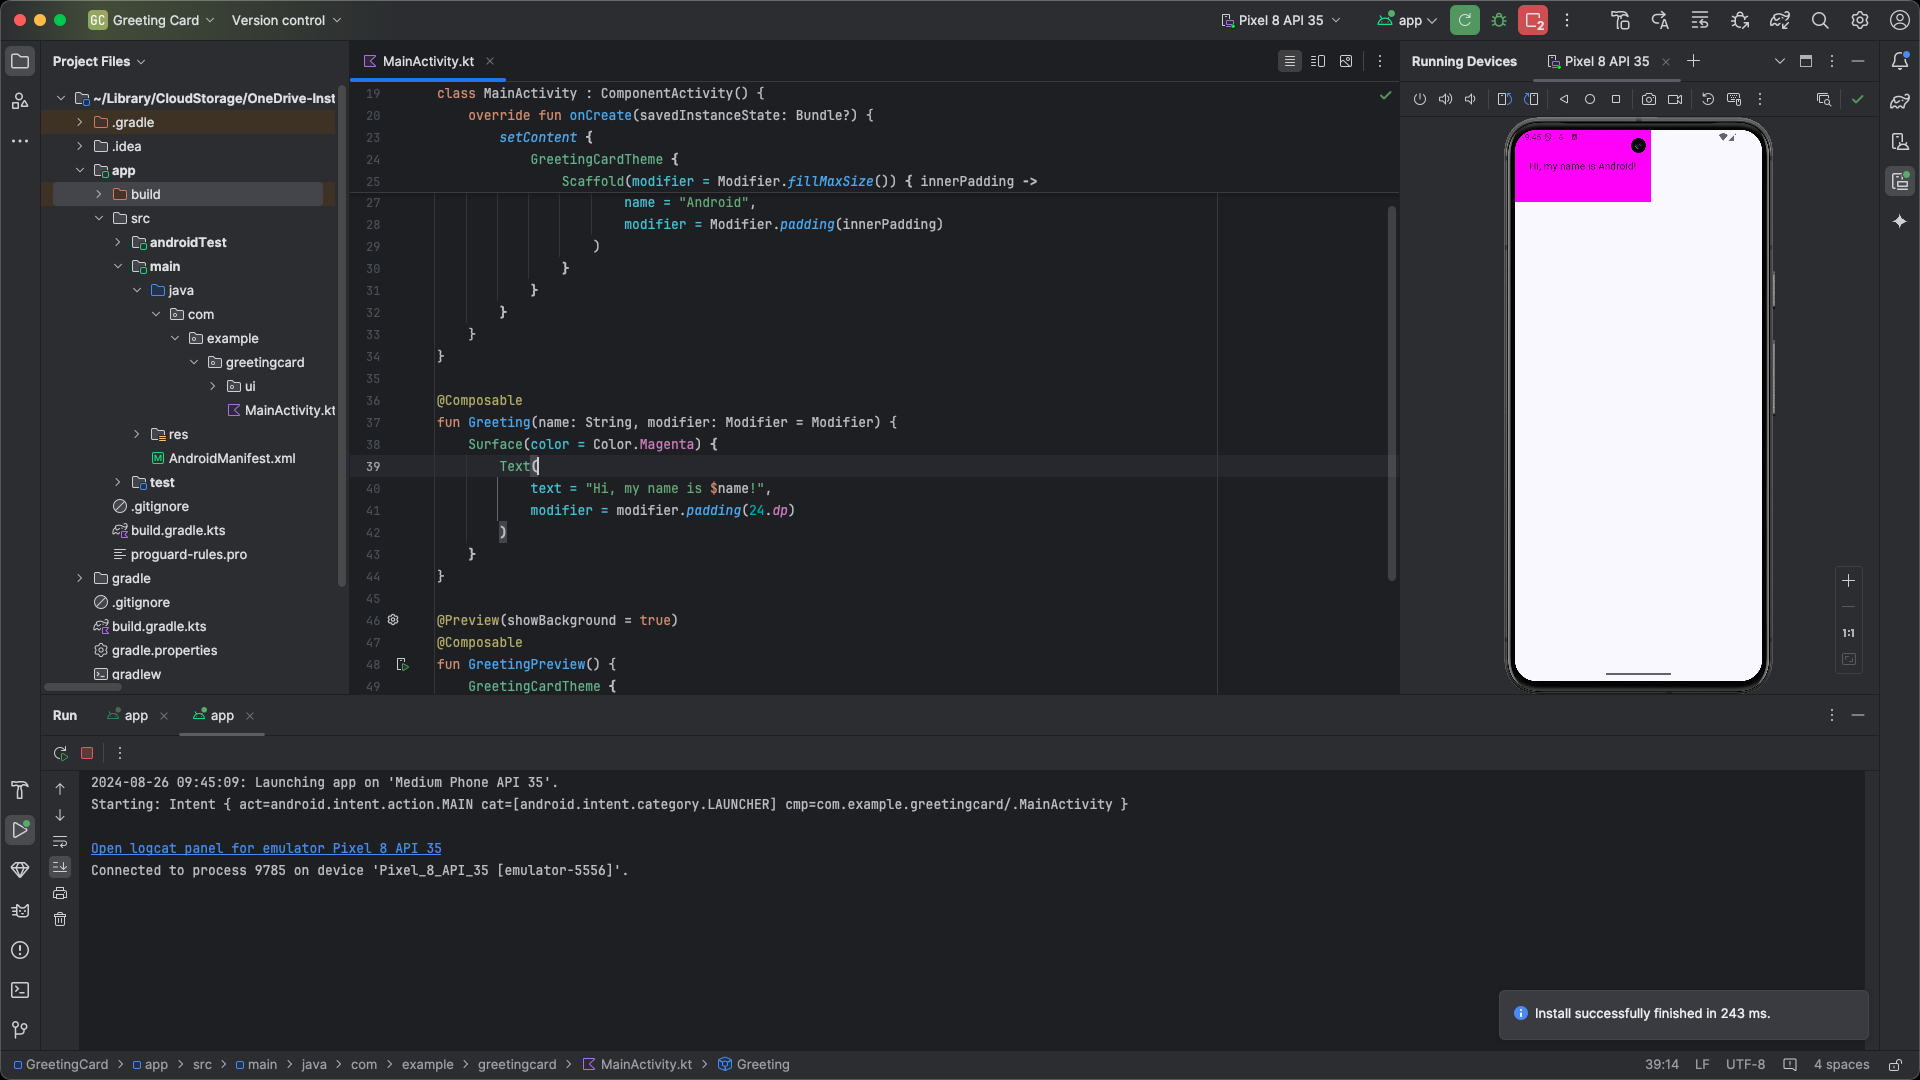 GC Greeting Card Version control Pixel 8 API 35 app 2
Project Files
~/Library/CloudStorage/OneDrive-Inst
.gradle
.idea
app
build
src
androidTest
main
java
com
example
greetingcard
ui
MainActivity.kt
res
AndroidManifest.xml
test
.gitignore
build.gradle.kts
proguard-rules.pro
gradle
.gitignore
build.gradle.kts
gradle.properties
gradlew
MainActivity.kt
19 class MainActivity : ComponentActivity() {
20 override fun onCreate(savedInstanceState: Bundle?) {
23 setContent {
24 GreetingCardTheme {
25 Scaffold(modifier = Modifier.fillMaxSize()) { innerPadding ->
27 name = "Android",
28 modifier = Modifier.padding(innerPadding)
29 )
30 }
31 }
32 }
33 }
34 }
35
36 @Composable
37 fun Greeting(name: String, modifier: Modifier = Modifier) {
38 Surface(color = Color.Magenta) {
39 Text(
40 text = "Hi, my name is $name!",
41 modifier = modifier.padding(24.dp)
42 )
43 }
44 }
45
46 @Preview(showBackground = true)
47 @Composable
48 fun GreetingPreview() {
49 GreetingCardTheme {
Running Devices Pixel 8 API 35
9:45
Hi, my name is Android!
1:1
Run app app
2024-08-26 09:45:09: Launching app on 'Medium Phone API 35'.
Starting: Intent { act=android.intent.action.MAIN cat=[android.intent.category.LAUNCHER] cmp=com.example.greetingcard/.MainActivity }
Open logcat panel for emulator Pixel 8 API 35
Connected to process 9785 on device 'Pixel_8_API_35 [emulator-5556]'.
Install successfully finished in 243 ms.
GreetingCard > app > src > main > java > com > example > greetingcard > MainActivity.kt > Greeting
39:14 LF UTF-8 4 spaces